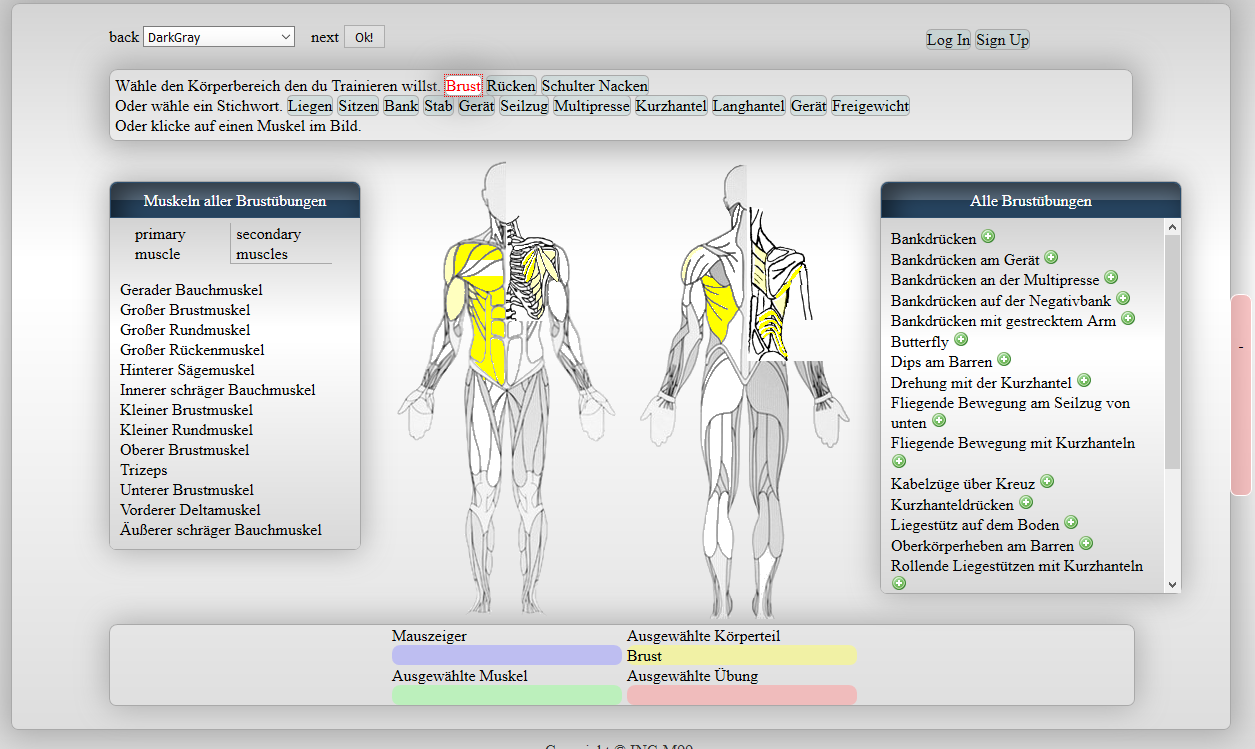 back DarkGray next Ok! Log In Sign Up
Wähle den Körperbereich den du Trainieren willst. Brust Rücken Schulter Nacken
Oder wähle ein Stichwort. Liegen Sitzen Bank Stab Gerät Seilzug Multipresse Kurzhantel Langhantel Gerät Freigewicht
Oder klicke auf einen Muskel im Bild.
Muskeln aller Brustübungen
primary muscle
secondary muscles
Gerader Bauchmuskel
Großer Brustmuskel
Großer Rundmuskel
Großer Rückenmuskel
Hinterer Sägemuskel
Innerer schräger Bauchmuskel
Kleiner Brustmuskel
Kleiner Rundmuskel
Oberer Brustmuskel
Trizeps
Unterer Brustmuskel
Vorderer Deltamuskel
Äußerer schräger Bauchmuskel
Alle Brustübungen
Bankdrücken
Bankdrücken am Gerät
Bankdrücken an der Multipresse
Bankdrücken auf der Negativbank
Bankdrücken mit gestrecktem Arm
Butterfly
Dips am Barren
Drehung mit der Kurzhantel
Fliegende Bewegung am Seilzug von
unten
Fliegende Bewegung mit Kurzhanteln
Kabelzüge über Kreuz
Kurzhanteldrücken
Liegestütz auf dem Boden
Oberkörperheben am Barren
Rollende Liegestützen mit Kurzhanteln
-
Mauszeiger
Ausgewählte Körperteil
Brust
Ausgewählte Muskel
Ausgewählte Übung